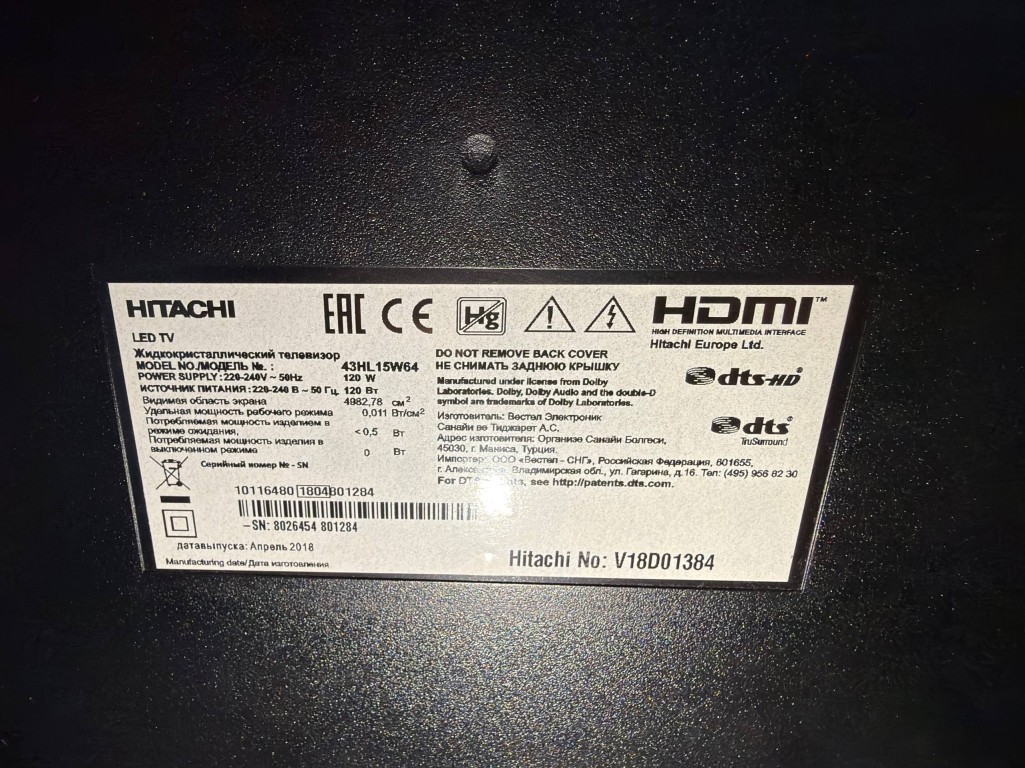 HITACHI
LED TV
Жидкокристаллический телевизор
MODEL NO./МОДЕЛЬ №. : 43HL15W64
POWER SUPPLY : 220-240V ~ 50Hz 120 W
ИСТОЧНИК ПИТАНИЯ : 220-240 В ~ 50 Гц. 120 Вт
Видимая область экрана 4982,78 см²
Удельная мощность рабочего режима 0,011 Вт/см²
Потребляемая мощность изделием в
режиме ожидания, <0,5 Вт
Потребляемая мощность изделия в
выключенном режиме 0 Вт
Серийный номер № - SN
10116480 1804 801284
-SN: 8026454 801284
датавыпуска: Апрель 2018
Manufacturing date/Дата изготовления
EAC CE Hg
HDMI™
HIGH DEFINITION MULTIMEDIA INTERFACE
Hitachi Europe Ltd.
DO NOT REMOVE BACK COVER
НЕ СНИМАТЬ ЗАДНЮЮ КРЫШКУ
Manufactured under license from Dolby
Laboratories. Dolby, Dolby Audio and the double-D
symbol are trademarks of Dolby Laboratories.
dts-HD®
dts®
TruSurround
Изготовитель: Вестел Электроник
Санайи ве Тиджарет А.С.
Адрес изготовителя: Организе Санайи Болгеси,
45030, г. Маниса, Турция.
Импортер: ООО «Вестел - СНГ», Российская Федерация, 601655,
г. Владимирская обл., ул. Гагарина, д.16. Тел: (495) 956 82 30
For see http://patents.dts.com.
Hitachi No: V18D01384